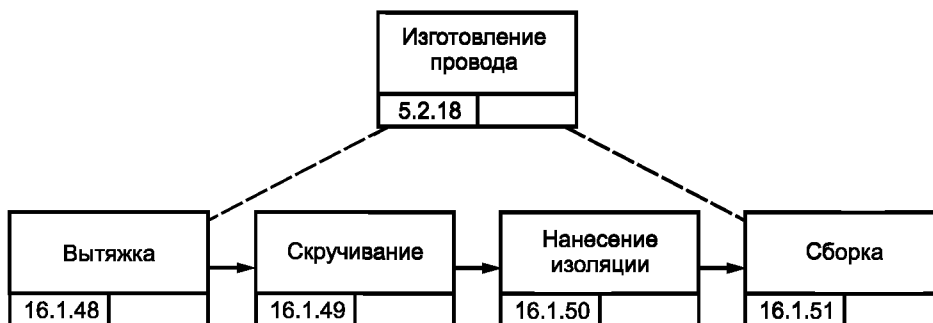 Изготовление
провода
5.2.18
Вытяжка
16.1.48
Скручивание
16.1.49
Нанесение
изоляции
16.1.50
Сборка
16.1.51